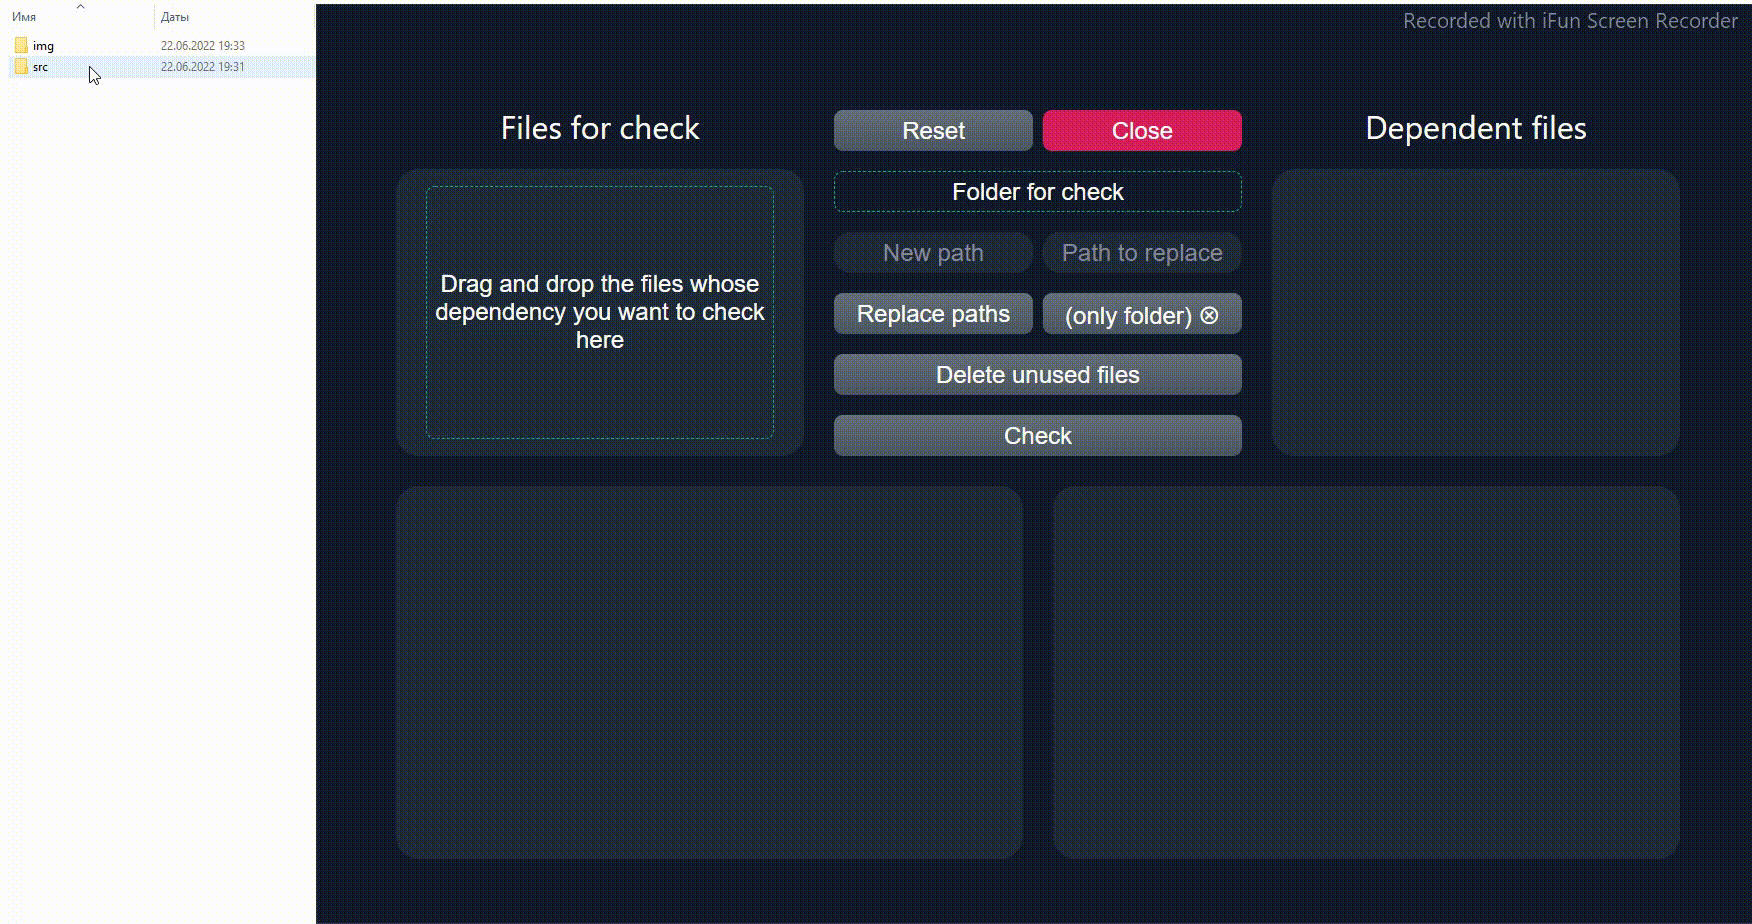 Имя Даты
img 22.06.2022 19:33
src 22.06.2022 19:31
Recorded with iFun Screen Recorder
Files for check
Drag and drop the files whose
dependency you want to check
here
Reset Close
Folder for check
New path Path to replace
Replace paths (only folder) ⊗
Delete unused files
Check
Dependent files